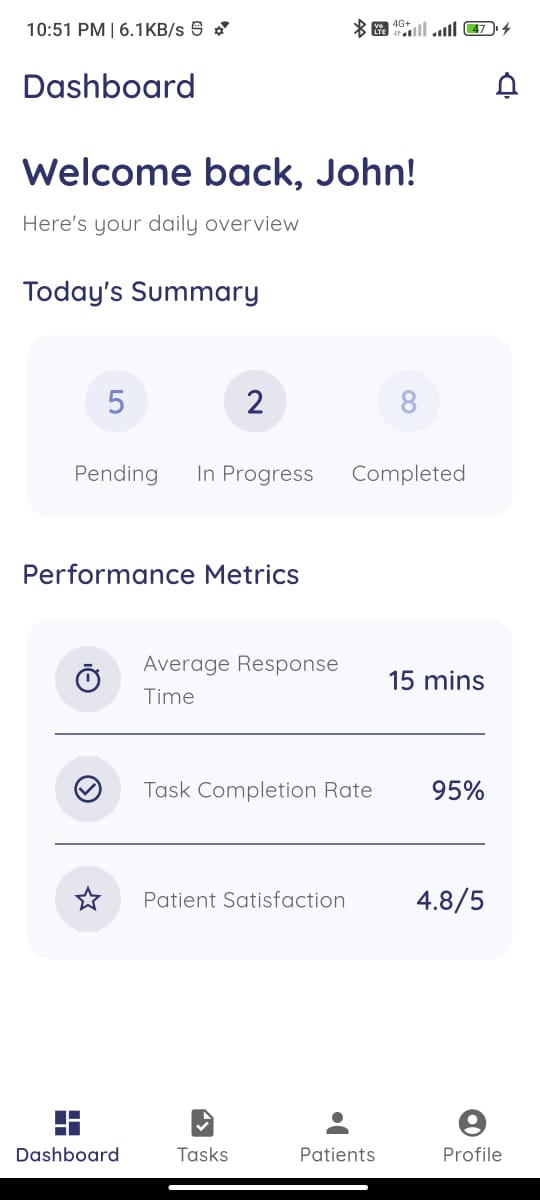 10:51 PM | 6.1KB/s
Vo LTE 4G+ 47
Dashboard
Welcome back, John!
Here's your daily overview
Today's Summary
5 2 8
Pending In Progress Completed
Performance Metrics
Average Response
Time
15 mins
Task Completion Rate 95%
Patient Satisfaction 4.8/5
Dashboard Tasks Patients Profile